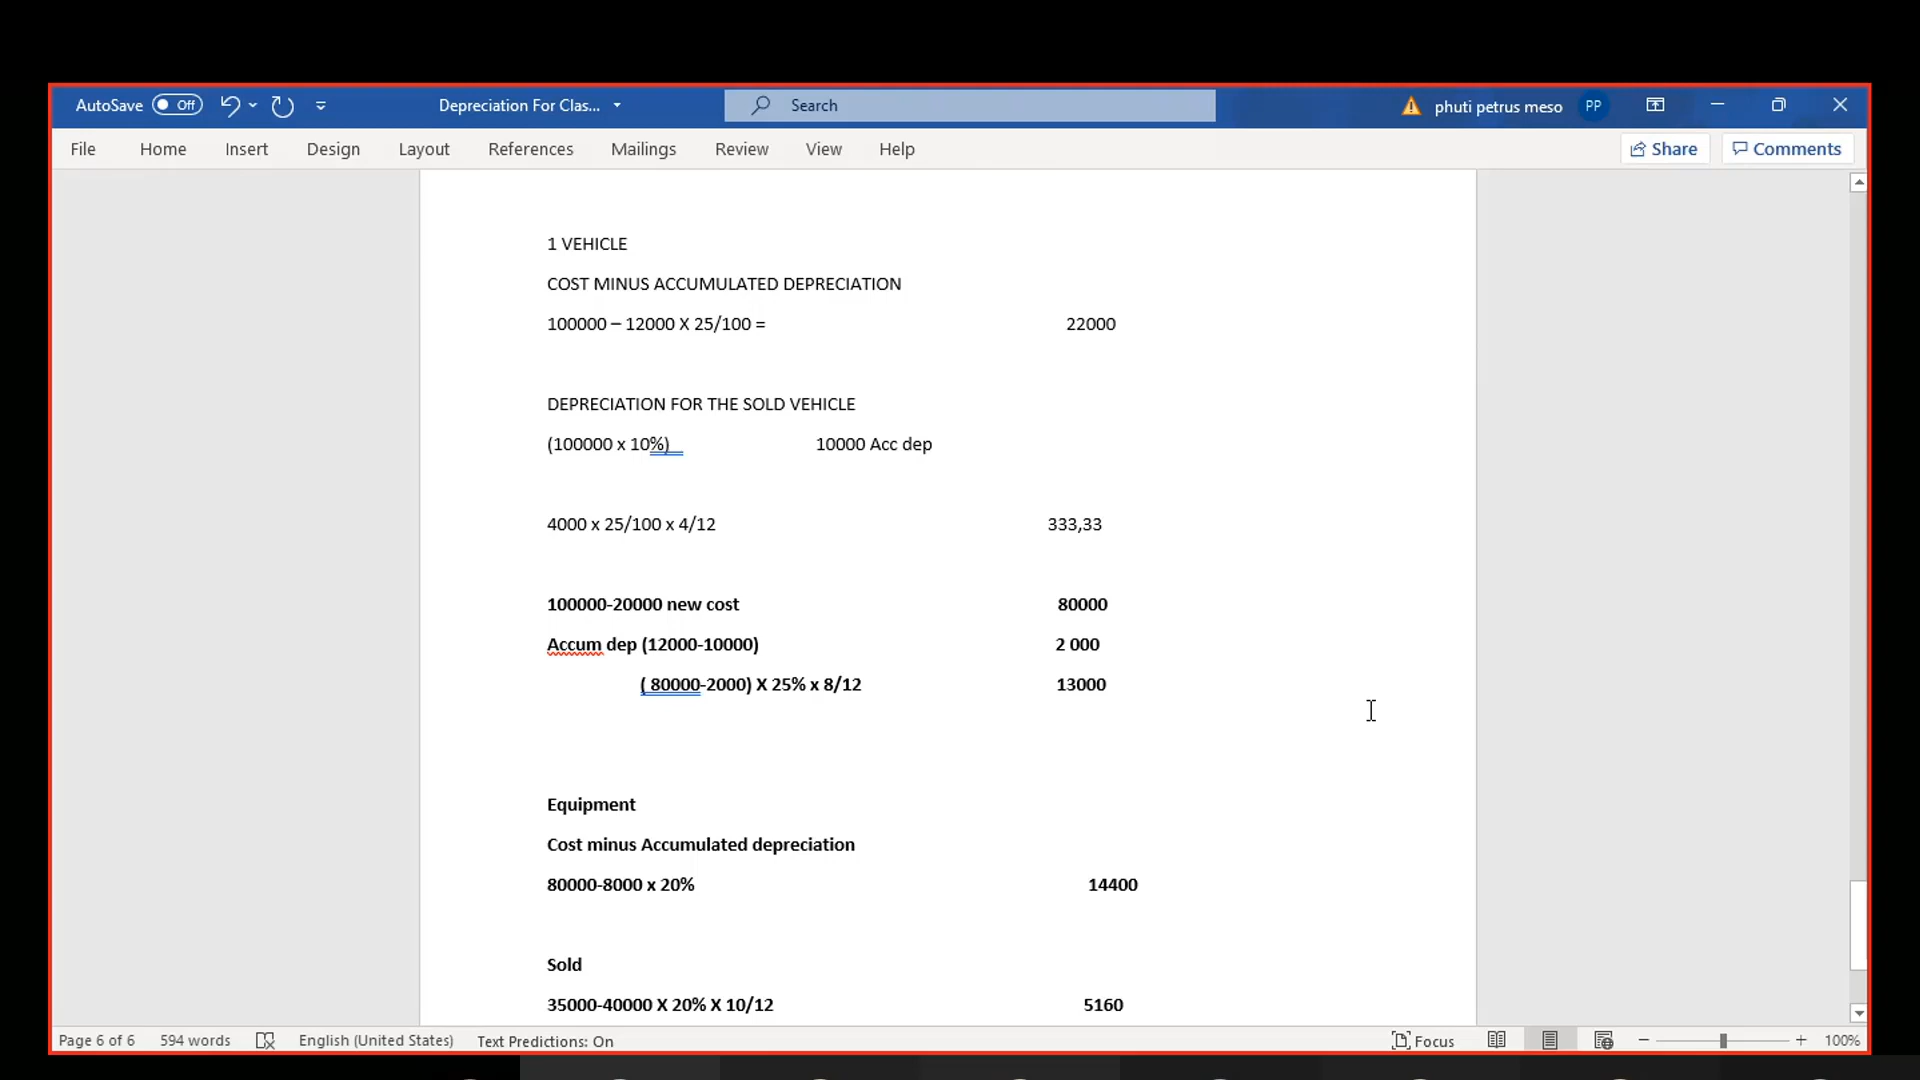 AutoSave Off Depreciation For Clas... Search phuti petrus meso PP
File Home Insert Design Layout References Mailings Review View Help Share Comments
1 VEHICLE
COST MINUS ACCUMULATED DEPRECIATION
100000 – 12000 X 25/100 = 22000
DEPRECIATION FOR THE SOLD VEHICLE
(100000 x 10%) 10000 Acc dep
4000 x 25/100 x 4/12 333,33
100000-20000 new cost 80000
Accum dep (12000-10000) 2 000
( 80000-2000) X 25% x 8/12 13000
Equipment
Cost minus Accumulated depreciation
80000-8000 x 20% 14400
Sold
35000-40000 X 20% X 10/12 5160
Page 6 of 6 594 words English (United States) Text Predictions: On Focus 100%